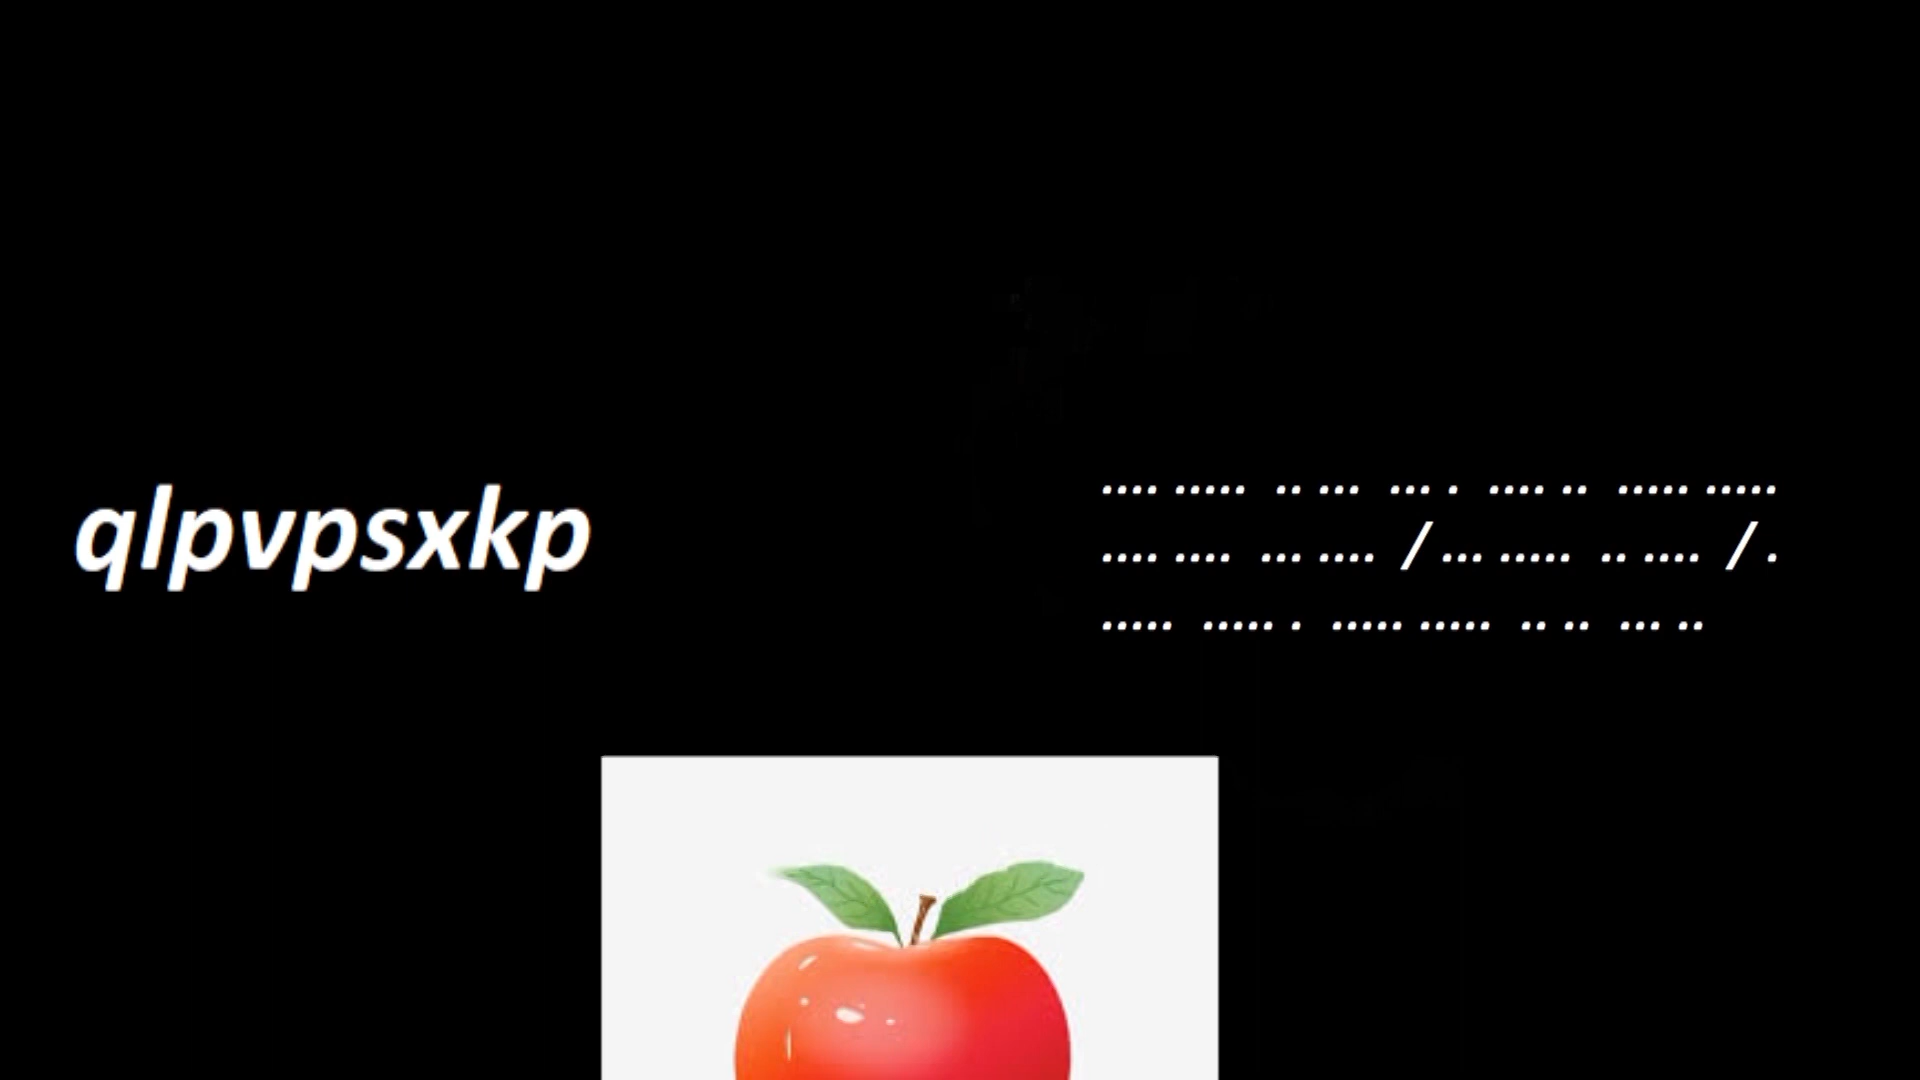 qlpvpsxkp
.... .....  .. ...  ... .  .... ..  ..... .....
.... ....  ... ....  / ... .....  .. ....  / .
.....  ..... .  ..... .....  .. ..  ... ..